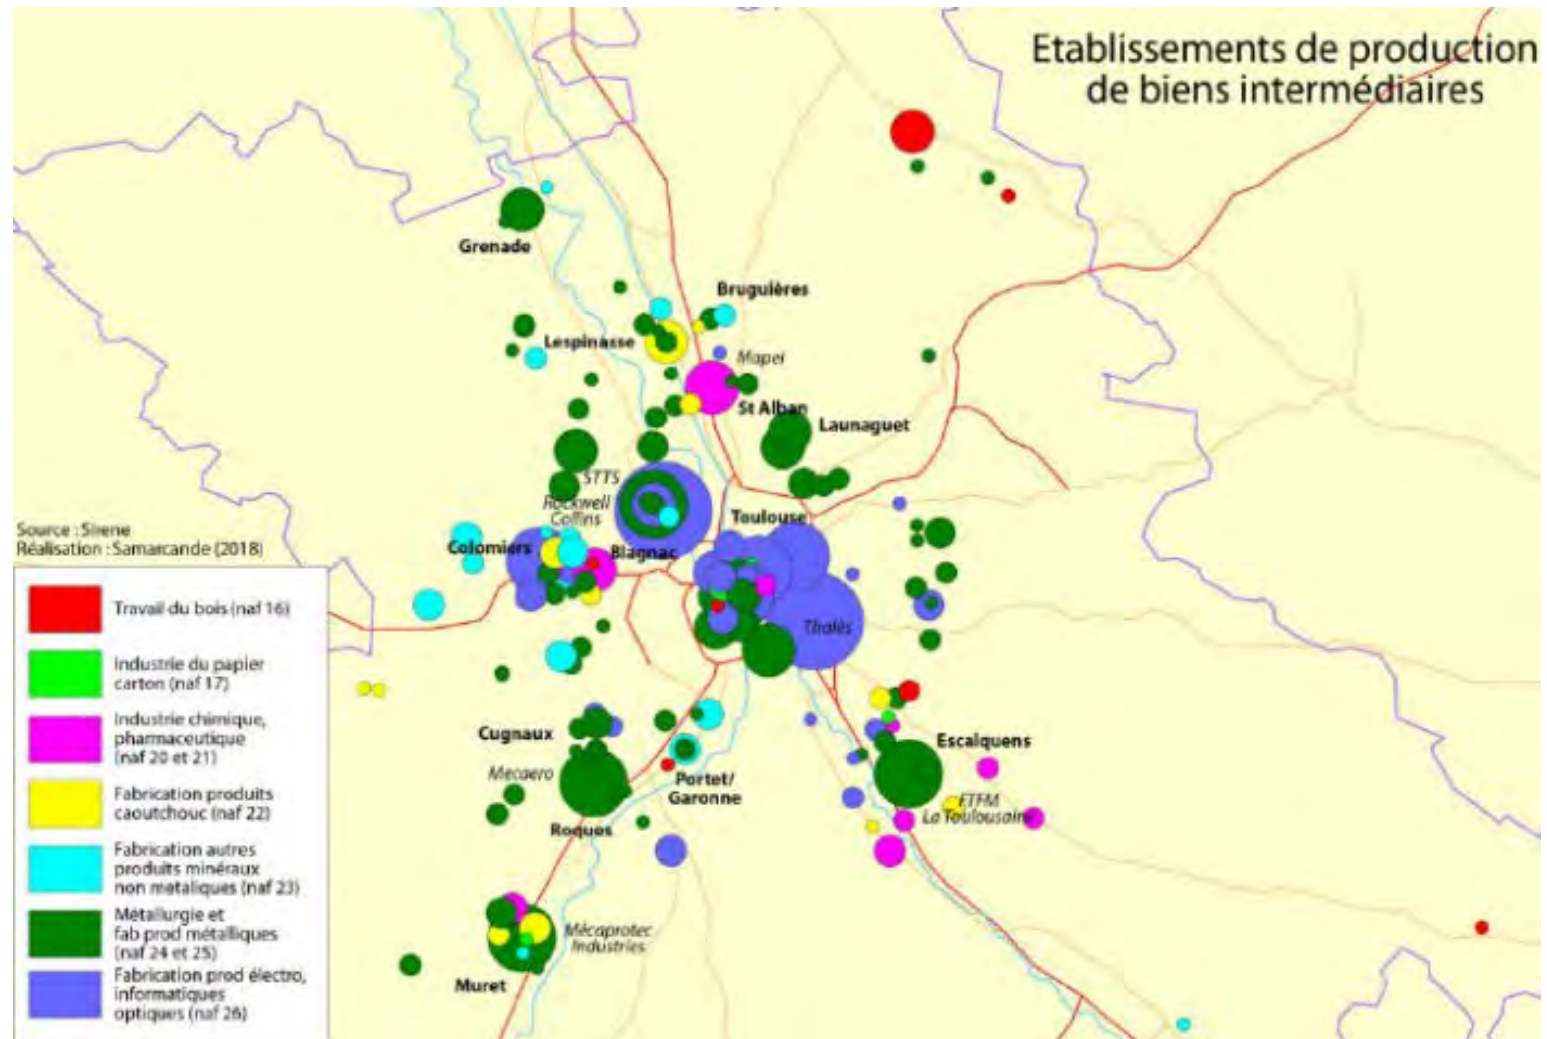 Etablissements de production
de biens intermédiaires
Grenade
Bruguières
Lespinasse
Mapei
St Alban
Launaguet
STTS
Rockwell
Collins
Toulouse
Colomiers
Blagnac
Thalès
Source : Sirene
Réalisation : Samarcande (2018)
Travail du bois (naf 16)
Industrie du papier
carton (naf 17)
Industrie chimique,
pharmaceutique
(naf 20 et 21)
Fabrication produits
caoutchouc (naf 22)
Fabrication autres
produits minéraux
non metaliques (naf 23)
Métallurgie et
fab prod métalliques
(naf 24 et 25)
Fabrication prod électro,
informatiques
optiques (naf 26)
Cugnaux
Mecaero
Portet/
Garonne
Roques
Escalquens
La Toulousaine
Mécaprotec
Industries
Muret